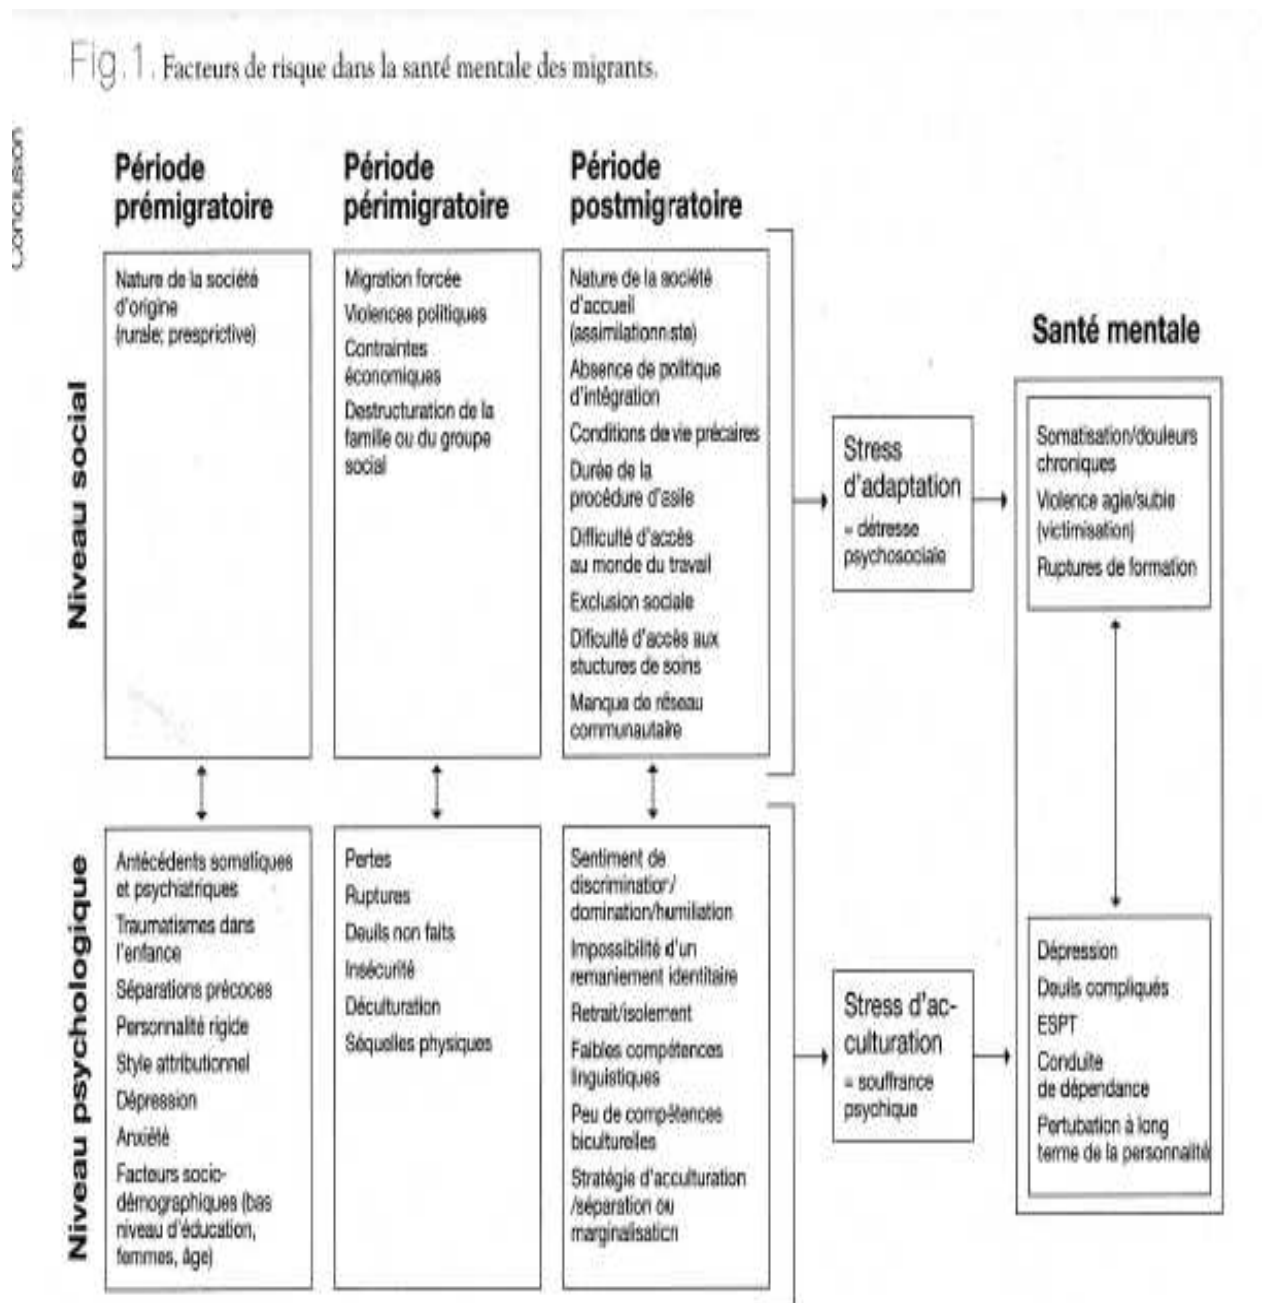 Fig.1. Facteurs de risque dans la santé mentale des migrants.
Conclusion
Période
prémigratoire
Période
périmigratoire
Période
postmigratoire
Niveau social
Nature de la société
d'origine
(rurale; presprictive)
Migration forcée
Violences politiques
Contraintes
économiques
Destructuration de la
famille ou du groupe
social
Nature de la société
d'accueil
(assimilationniste)
Absence de politique
d'intégration
Conditions de vie précaires
Durée de la
procédure d'asile
Difficulté d'accès
au monde du travail
Exclusion sociale
Dificulté d'accès aux
stuctures de soins
Manque de réseau
communautaire
Stress
d'adaptation
= détresse
psychosociale
Santé mentale
Somatisation/douleurs
chroniques
Violence agie/subie
(victimisation)
Ruptures de formation
Niveau psychologique
Antécédents somatiques
et psychiatriques
Traumatismes dans
l'enfance
Séparations précoces
Personnalité rigide
Style attributionnel
Dépression
Anxiété
Facteurs socio-
démographiques (bas
niveau d'éducation,
femmes, âge)
Pertes
Ruptures
Deuils non faits
Insécurité
Déculturation
Séquelles physiques
Sentiment de
discrimination/
domination/humiliation
Impossibilité d'un
remaniement identitaire
Retrait/isolement
Faibles compétences
linguistiques
Peu de compétences
biculturelles
Stratégie d'acculturation
/séparation ou
marginalisation
Stress d'ac-
culturation
= souffrance
psychique
Dépression
Deuils compliqués
ESPT
Conduite
de dépendance
Pertubation à long
terme de la personnalité